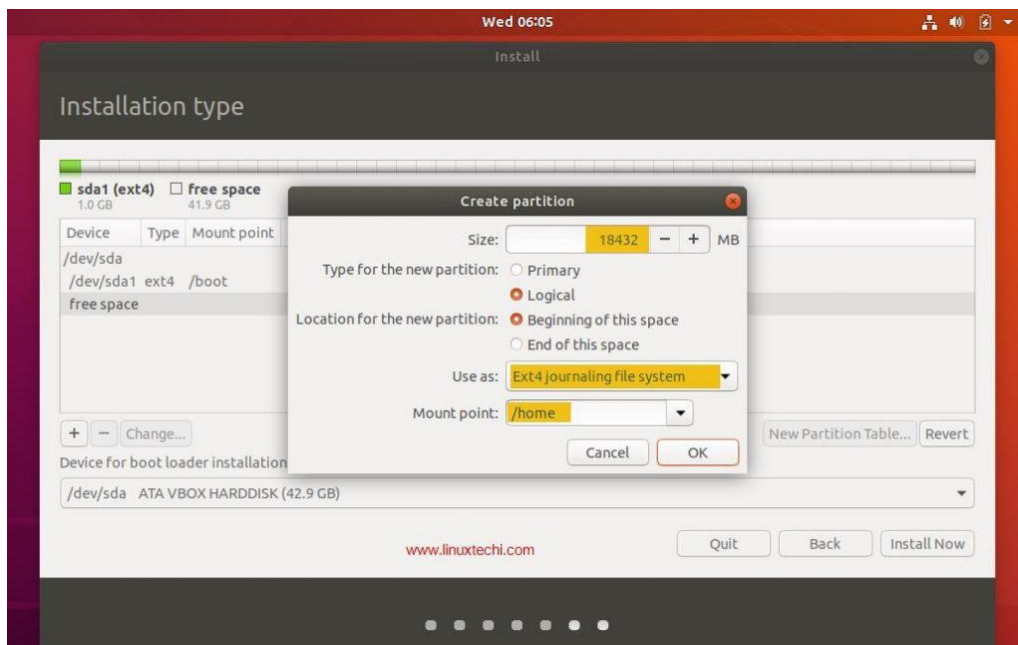 Wed 06:05
Install
Installation type
sda1 (ext4) free space
1.0 GB 41.9 GB
Device Type Mount point
/dev/sda
/dev/sda1 ext4 /boot
free space
Create partition
Size: 18432 - + MB
Type for the new partition: Primary
Logical
Location for the new partition: Beginning of this space
End of this space
Use as: Ext4 journaling file system
Mount point: /home
Cancel OK
+ - Change... New Partition Table... Revert
Device for boot loader installation
/dev/sda ATA VBOX HARDDISK (42.9 GB)
www.linuxtechi.com
Quit Back Install Now